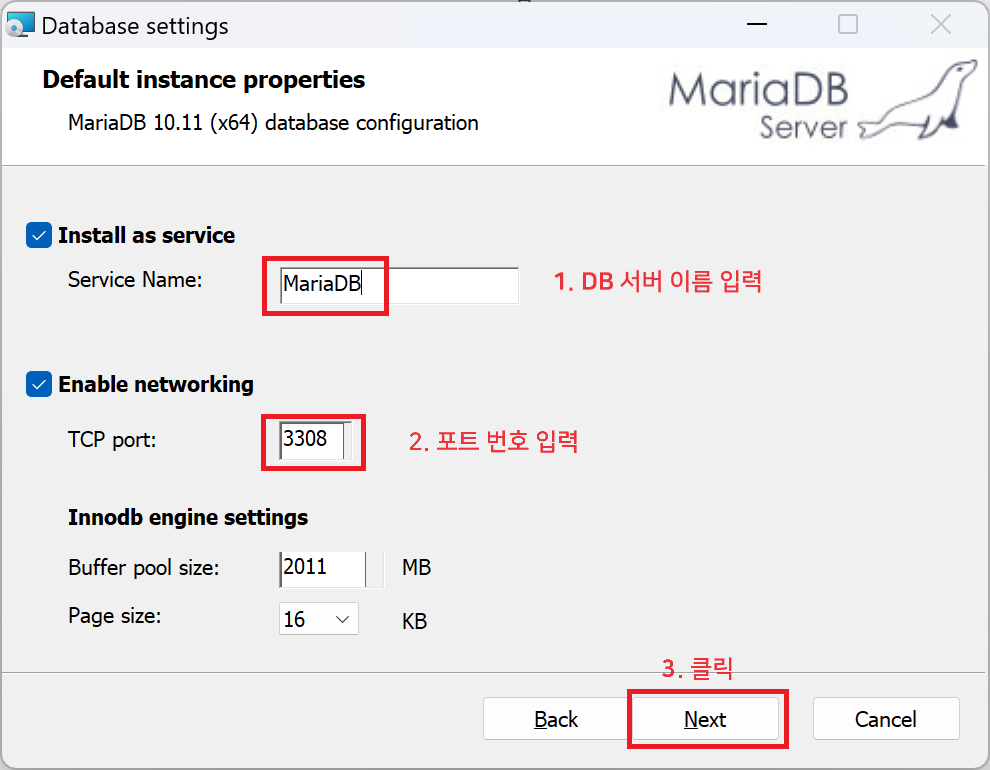 Database settings
Default instance properties
MariaDB 10.11 (x64) database configuration
MariaDB
Server
Install as service
Service Name: MariaDB 1. DB 서버 이름 입력
Enable networking
TCP port: 3308 2. 포트 번호 입력
Innodb engine settings
Buffer pool size: 2011 MB
Page size: 16 KB
3. 클릭
Back Next Cancel